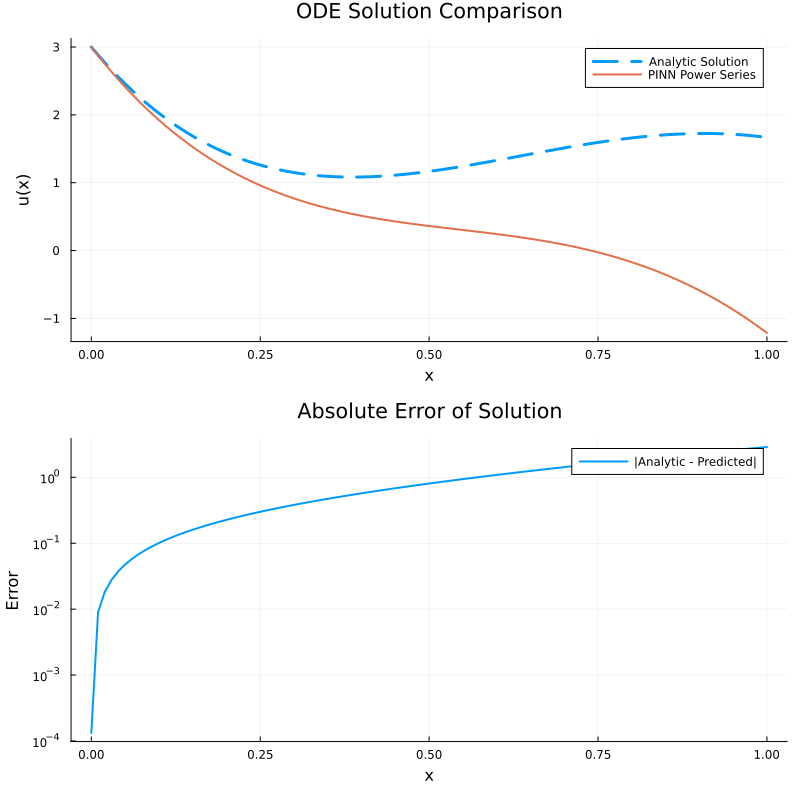 ODE Solution Comparison
3
2
1
0
−1
u(x)
Analytic Solution
PINN Power Series
0.00 0.25 0.50 0.75 1.00
x
Absolute Error of Solution
10⁰
10⁻¹
10⁻²
10⁻³
10⁻⁴
Error
|Analytic - Predicted|
0.00 0.25 0.50 0.75 1.00
x